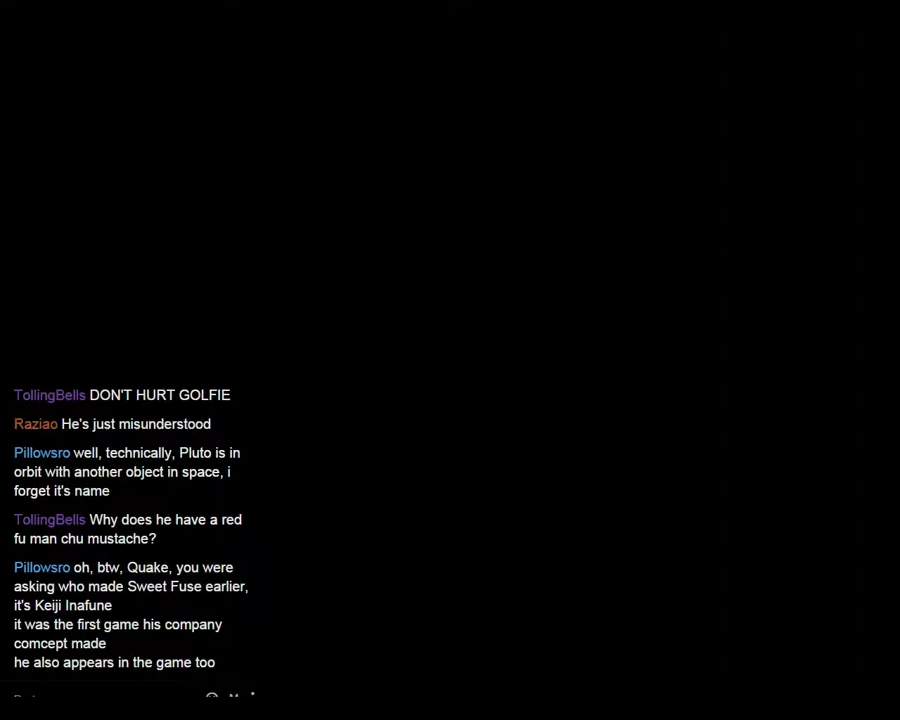 TollingBells DON'T HURT GOLFIE
Raziao He's just misunderstood
Pillowsro well, technically, Pluto is in
orbit with another object in space, i
forget it's name
TollingBells Why does he have a red
fu man chu mustache?
Pillowsro oh, btw, Quake, you were
asking who made Sweet Fuse earlier,
it's Keiji Inafune
it was the first game his company
comcept made
he also appears in the game too